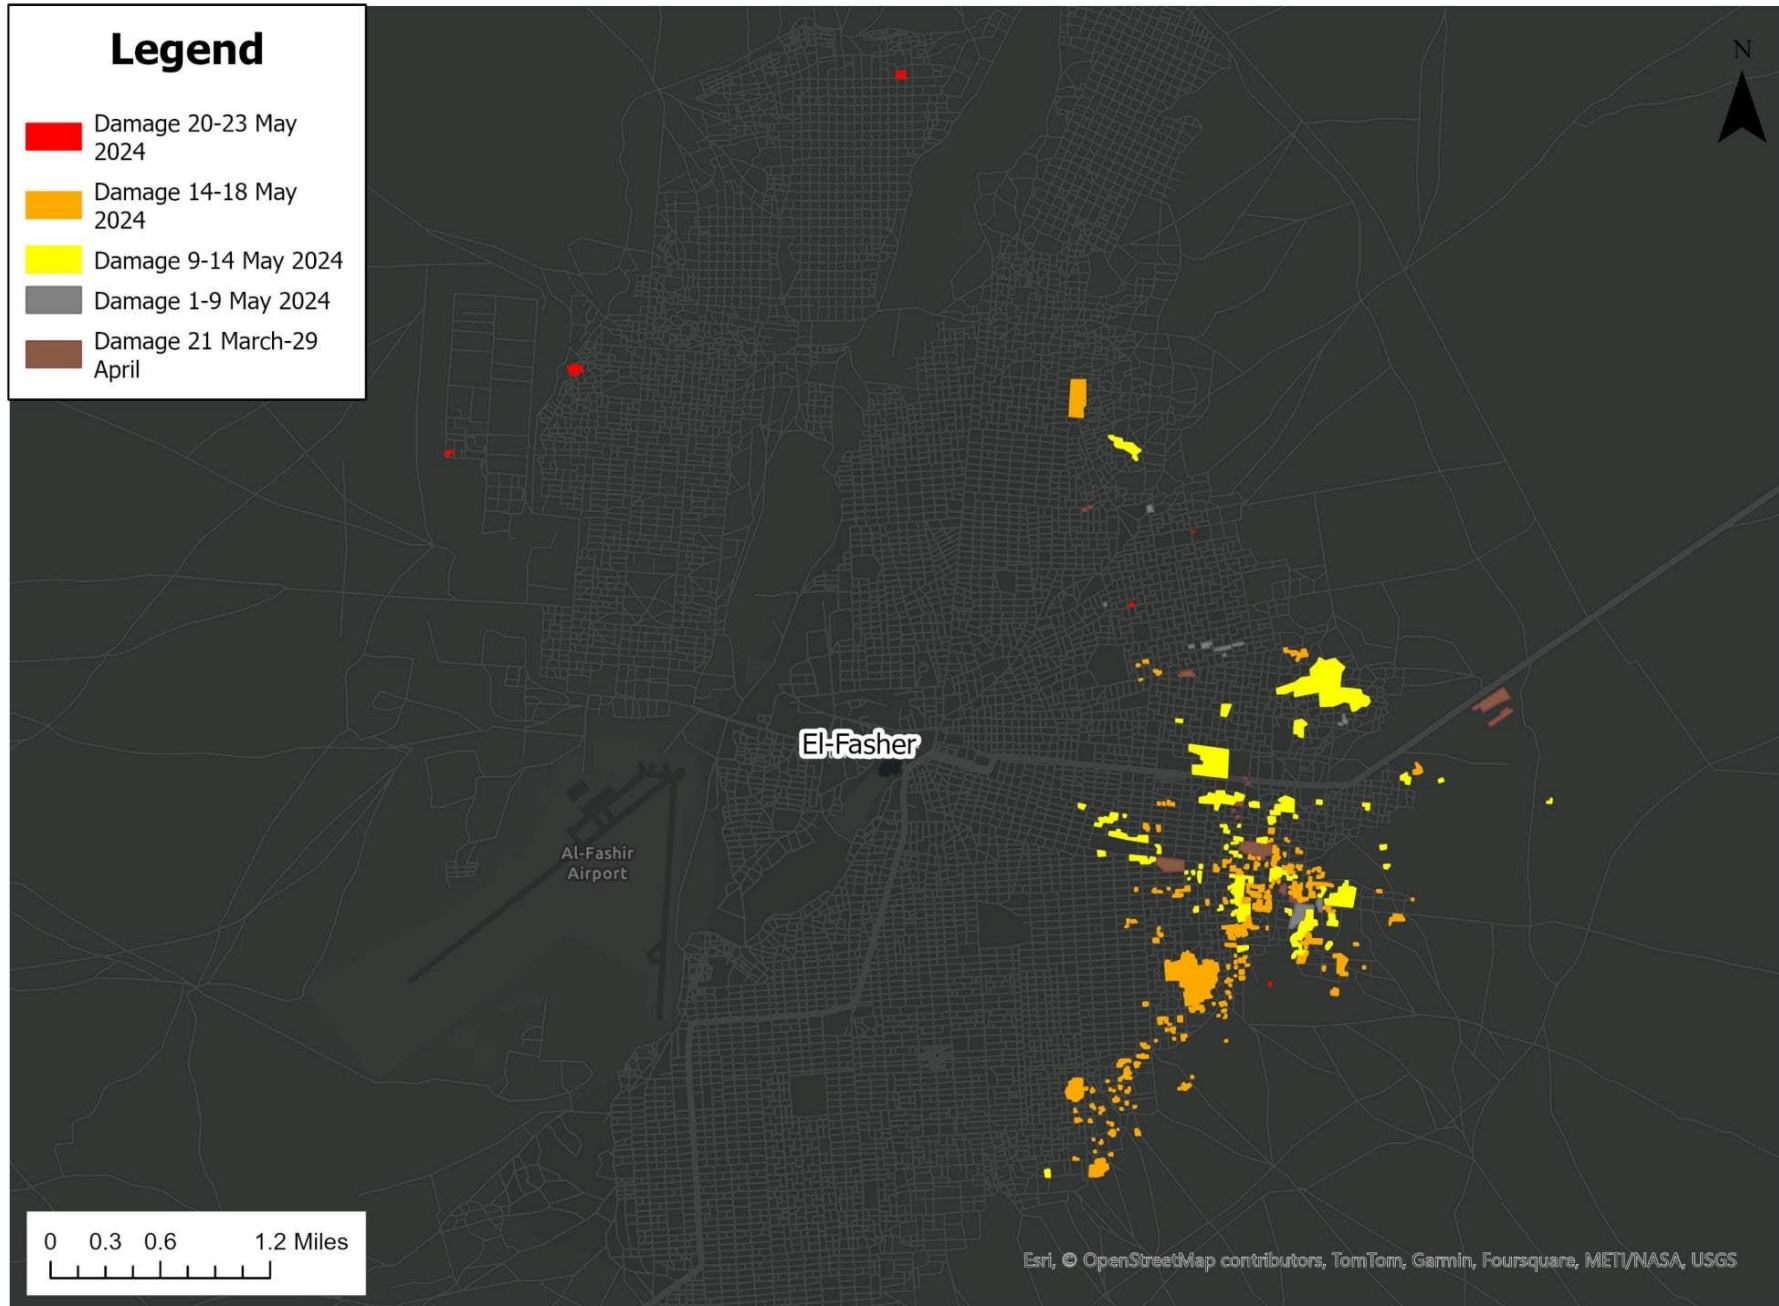 Legend
Damage 20-23 May
2024
Damage 14-18 May
2024
Damage 9-14 May 2024
Damage 1-9 May 2024
Damage 21 March-29
April
N
El-Fasher
Al-Fashir
Airport
0 0.3 0.6 1.2 Miles
Esri, © OpenStreetMap contributors, TomTom, Garmin, Foursquare, METI/NASA, USGS